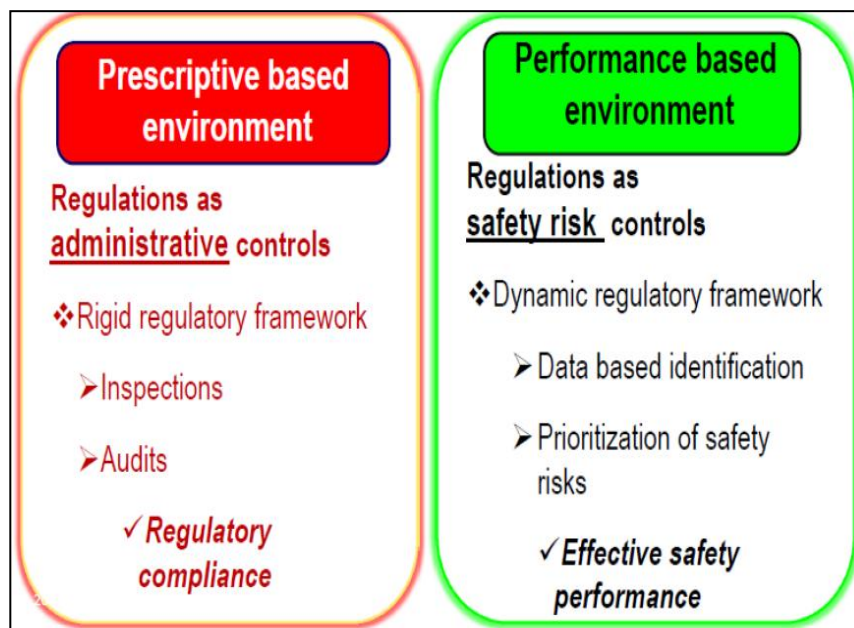 Prescriptive based
environment
Regulations as
administrative controls
❖Rigid regulatory framework
➢Inspections
➢Audits
✓Regulatory
compliance
Performance based
environment
Regulations as
safety risk controls
❖Dynamic regulatory framework
➢Data based identification
➢Prioritization of safety
risks
✓Effective safety
performance